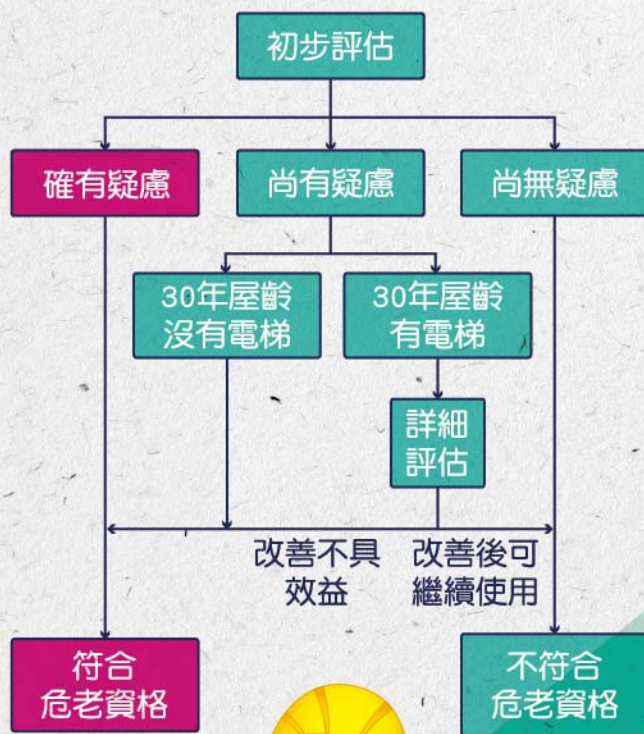 初步評估
確有疑慮
尚有疑慮
尚無疑慮
30年屋齡
沒有電梯
30年屋齡
有電梯
詳細
評估
改善不具
效益
改善後可
繼續使用
符合
危老資格
不符合
危老資格